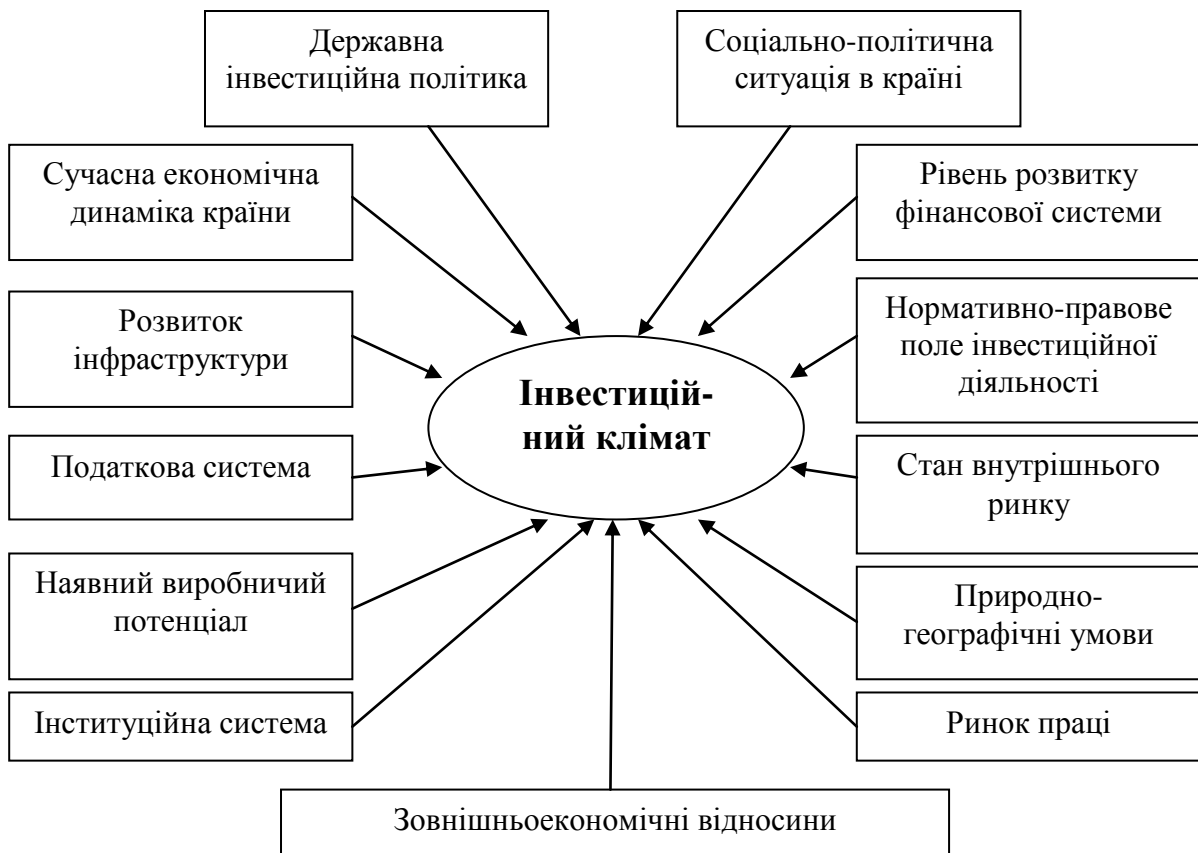 Державна
інвестиційна політика
Соціально-політична
ситуація в країні
Сучасна економічна
динаміка країни
Рівень розвитку
фінансової системи
Розвиток
інфраструктури
Нормативно-правове
поле інвестиційної
діяльності
Інвестицій-
ний клімат
Податкова система
Стан внутрішнього
ринку
Наявний виробничий
потенціал
Природно-
географічні умови
Інституційна система
Ринок праці
Зовнішньоекономічні відносини